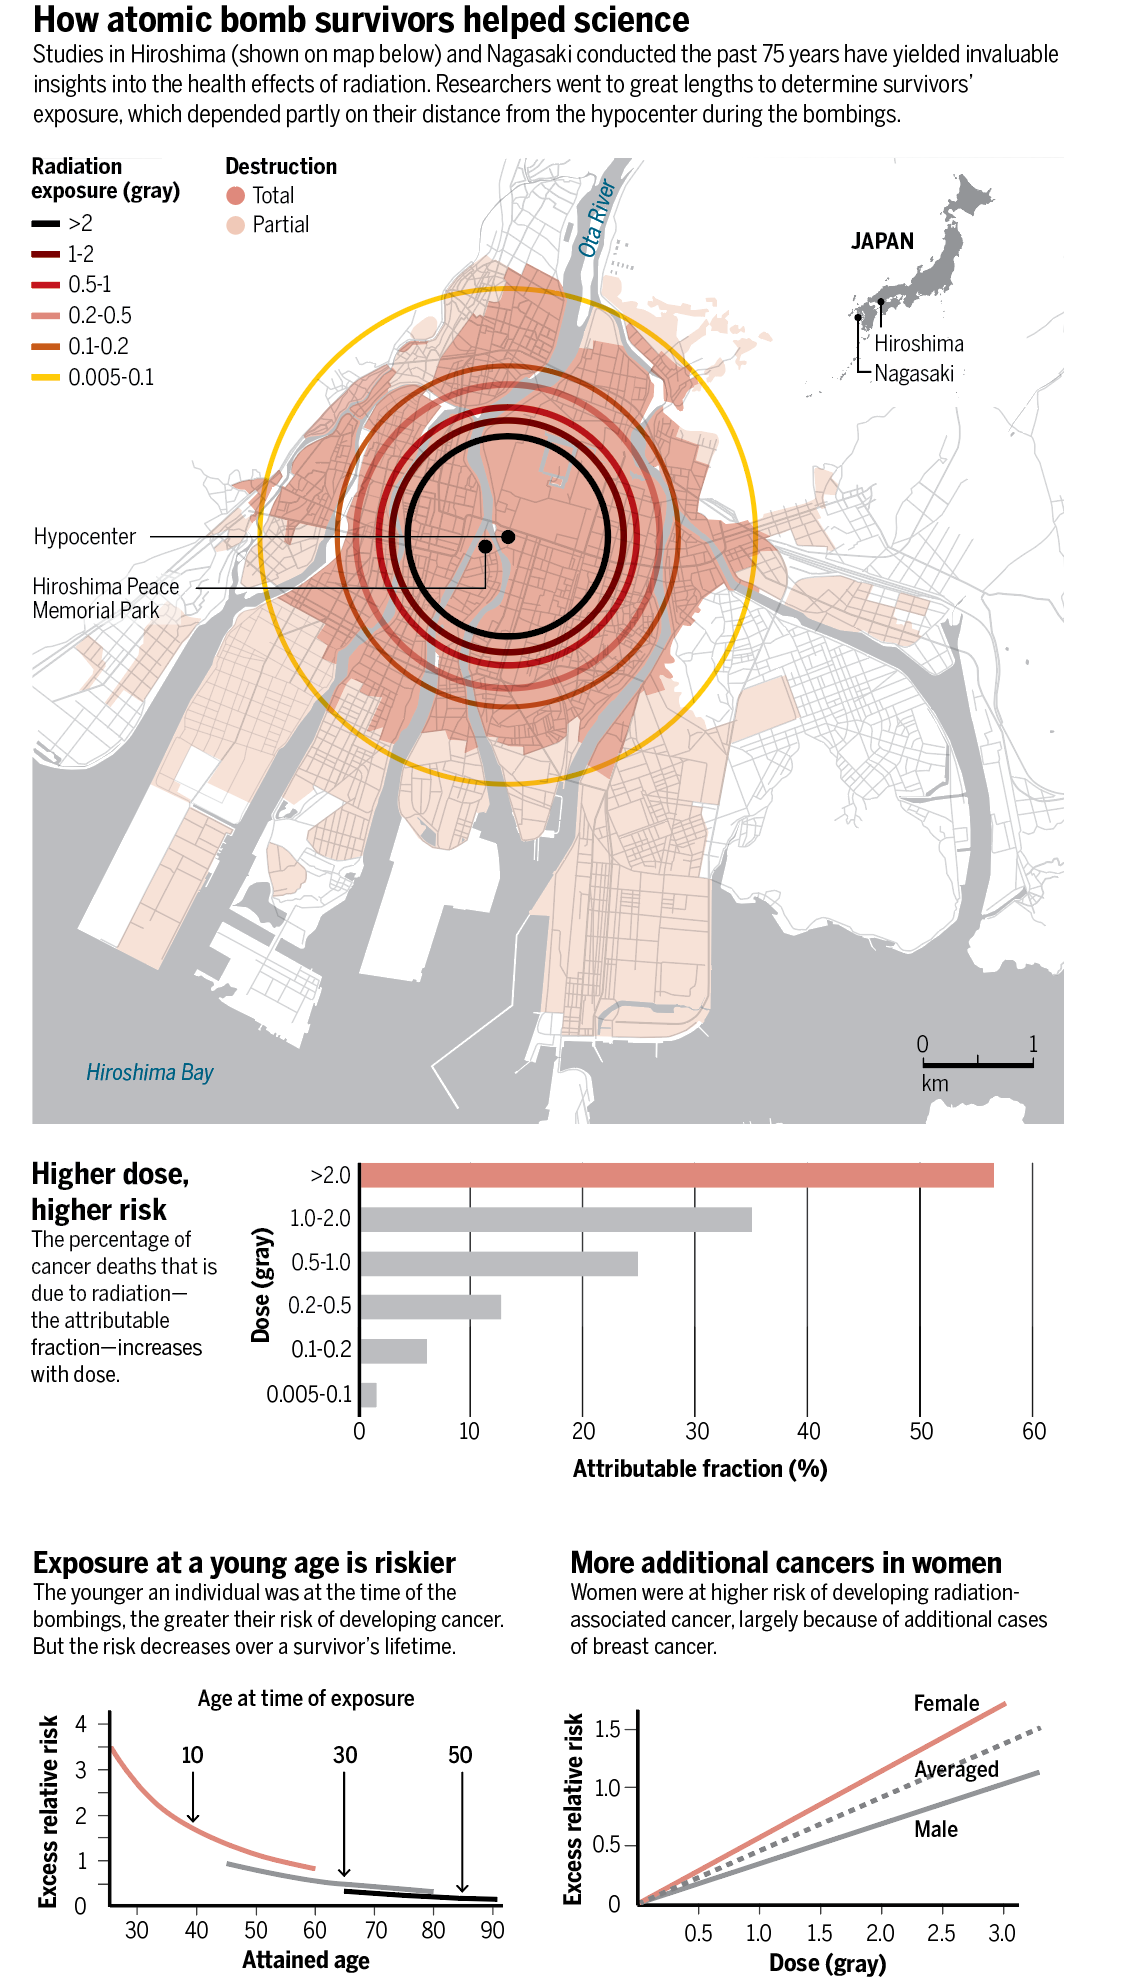 How atomic bomb survivors helped science
Studies in Hiroshima (shown on map below) and Nagasaki conducted the past 75 years have yielded invaluable
insights into the health effects of radiation. Researchers went to great lengths to determine survivors’
exposure, which depended partly on their distance from the hypocenter during the bombings.
Radiation
exposure (gray)
>2
1-2
0.5-1
0.2-0.5
0.1-0.2
0.005-0.1
Destruction
Total
Partial
Ota River
JAPAN
Hiroshima
Nagasaki
Hypocenter
Hiroshima Peace
Memorial Park
Hiroshima Bay
0 1
km
Higher dose,
higher risk
The percentage of
cancer deaths that is
due to radiation—
the attributable
fraction—increases
with dose.
Dose (gray)
>2.0
1.0-2.0
0.5-1.0
0.2-0.5
0.1-0.2
0.005-0.1
0 10 20 30 40 50 60
Attributable fraction (%)
Exposure at a young age is riskier
The younger an individual was at the time of the
bombings, the greater their risk of developing cancer.
But the risk decreases over a survivor’s lifetime.
Age at time of exposure
10 30 50
Excess relative risk
4
3
2
1
0
30 40 50 60 70 80 90
Attained age
More additional cancers in women
Women were at higher risk of developing radiation-
associated cancer, largely because of additional cases
of breast cancer.
Female
Averaged
Male
Excess relative risk
1.5
1.0
0.5
0
0.5 1.0 1.5 2.0 2.5 3.0
Dose (gray)